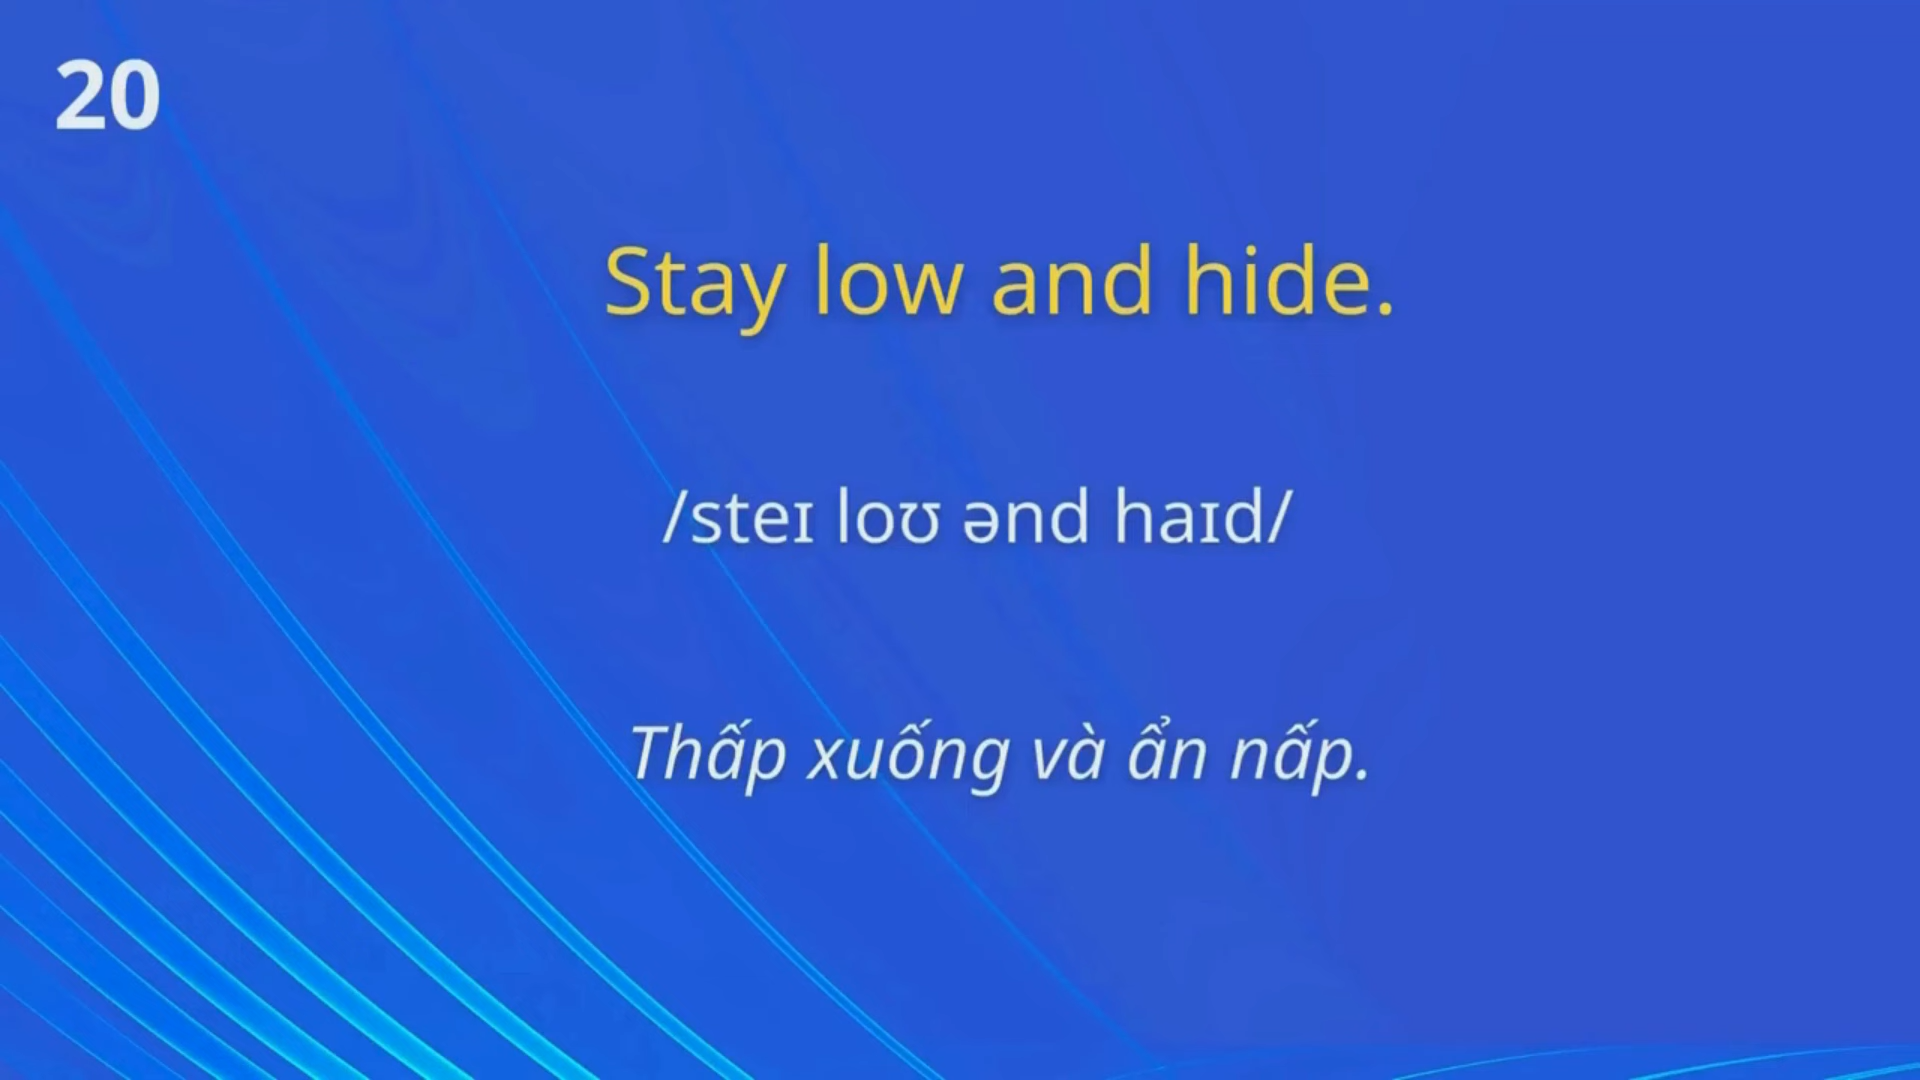 20
Stay low and hide.
/steɪ loʊ ənd haɪd/
Thấp xuống và ẩn nấp.